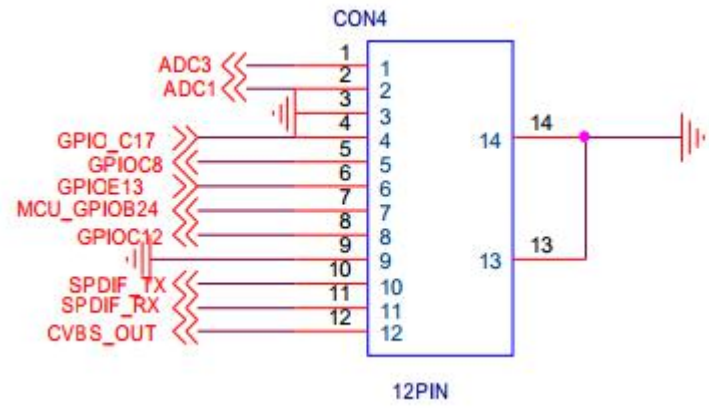 CON4
ADC3 1 1
ADC1 2 2
3 3
GPIO_C17 4 4 14 14
GPIOC8 5 5
GPIOE13 6 6
MCU_GPIOB24 7 7
GPIOC12 8 8
9 9 13 13
SPDIF_TX 10 10
SPDIF_RX 11 11
CVBS_OUT 12 12
12PIN